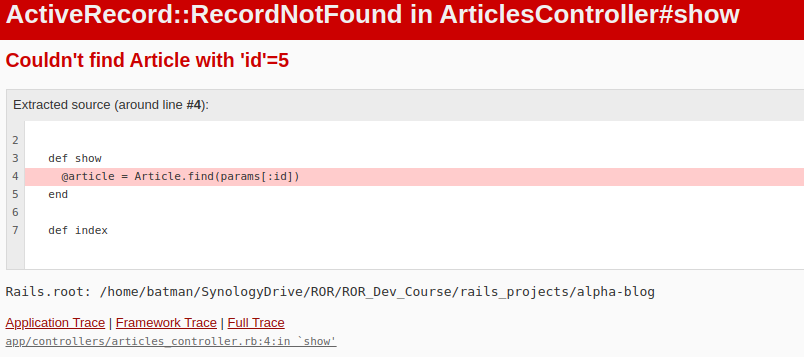 ActiveRecord::RecordNotFound in ArticlesController#show
Couldn't find Article with 'id'=5
Extracted source (around line #4):
2
3 def show
4 @article = Article.find(params[:id])
5 end
6
7 def index
Rails.root: /home/batman/SynologyDrive/ROR/ROR_Dev_Course/rails_projects/alpha-blog
Application Trace | Framework Trace | Full Trace
app/controllers/articles_controller.rb:4:in `show'